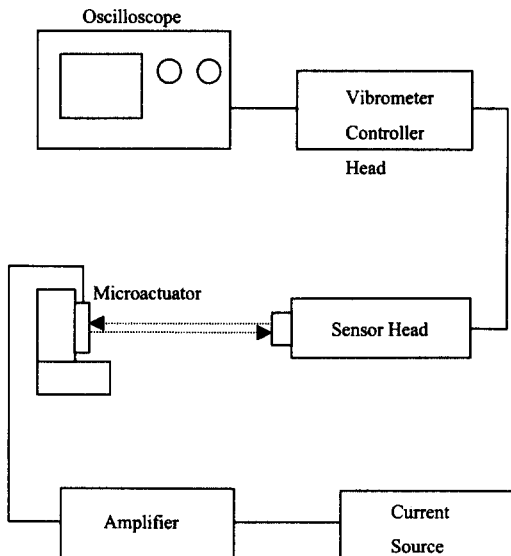 Oscilloscope
Vibrometer
Controller
Head
Microactuator
Sensor Head
Amplifier
Current
Source